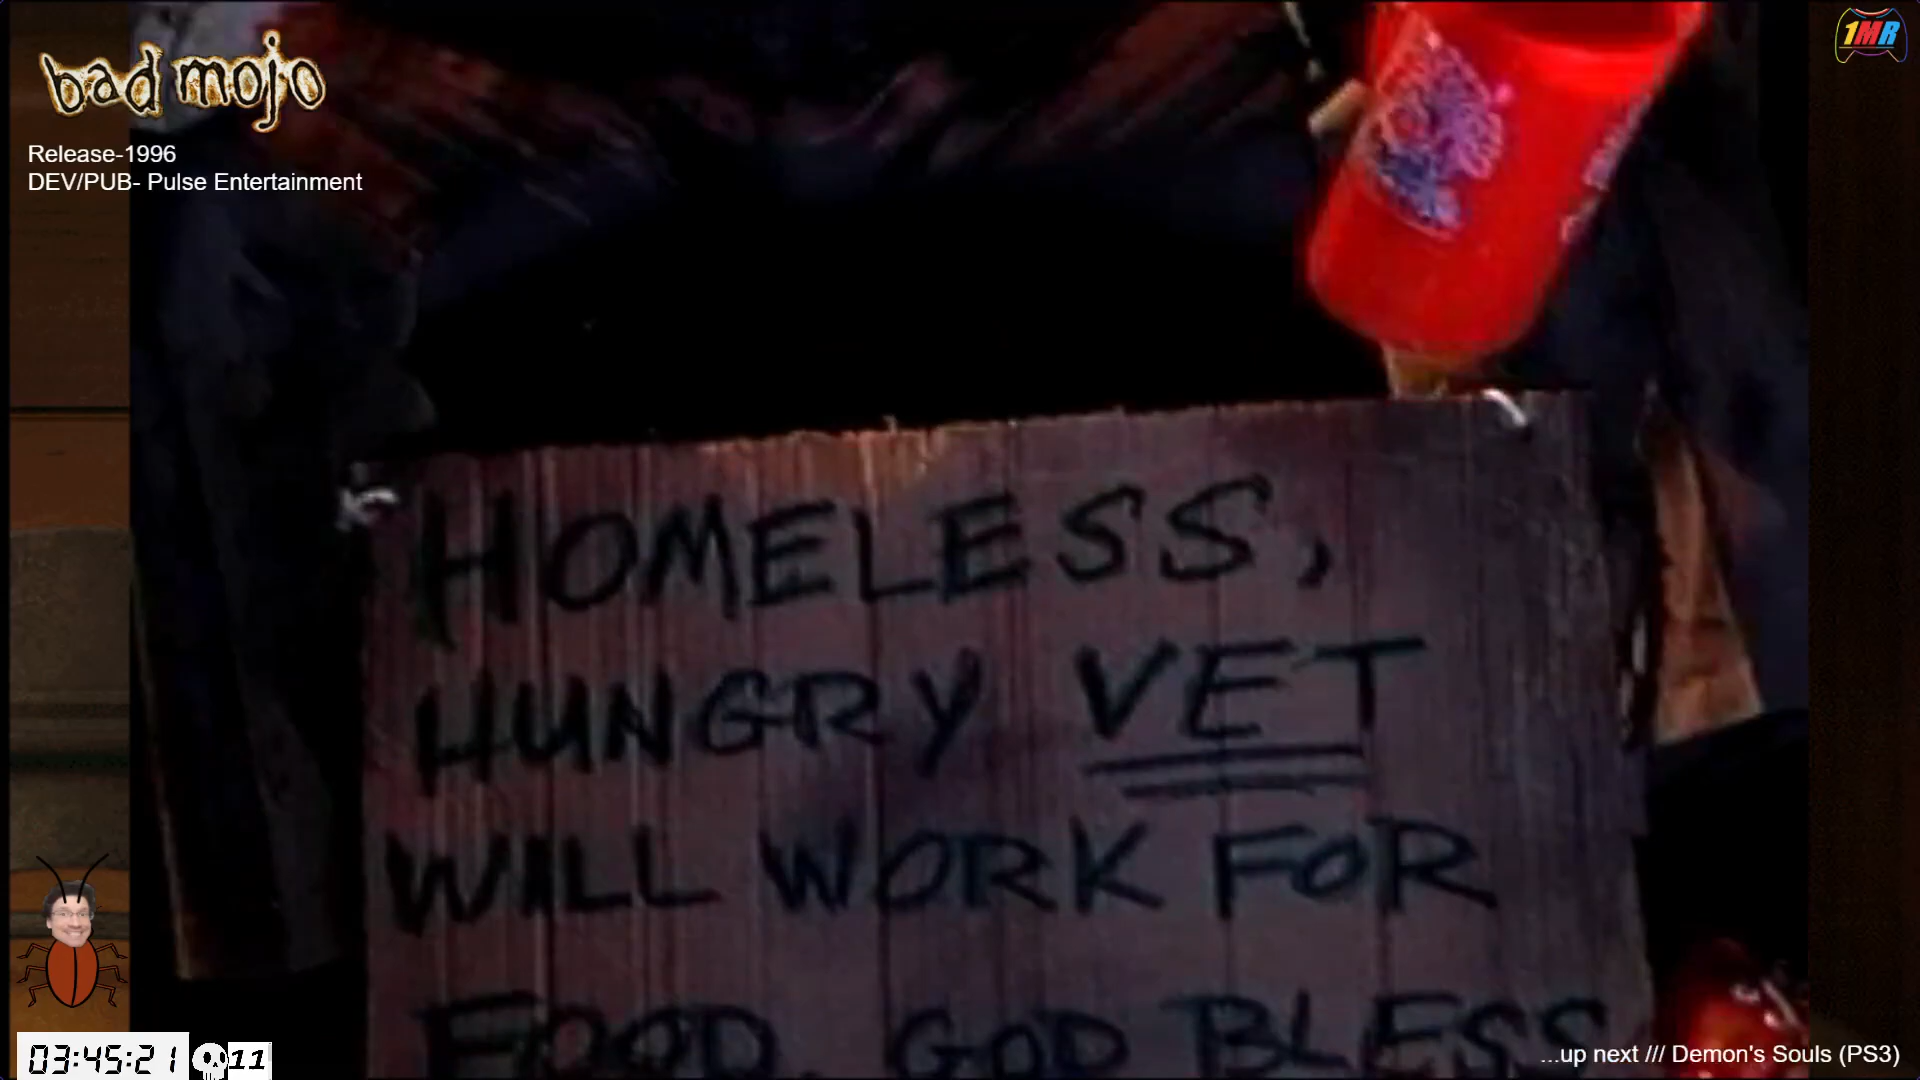 bad mojo
1MR
Release-1996
DEV/PUB- Pulse Entertainment
HOMELESS,
HUNGRY VET
WILL WORK FOR
FOOD. GOD BLESS
03:45:21 11
...up next /// Demon's Souls (PS3)